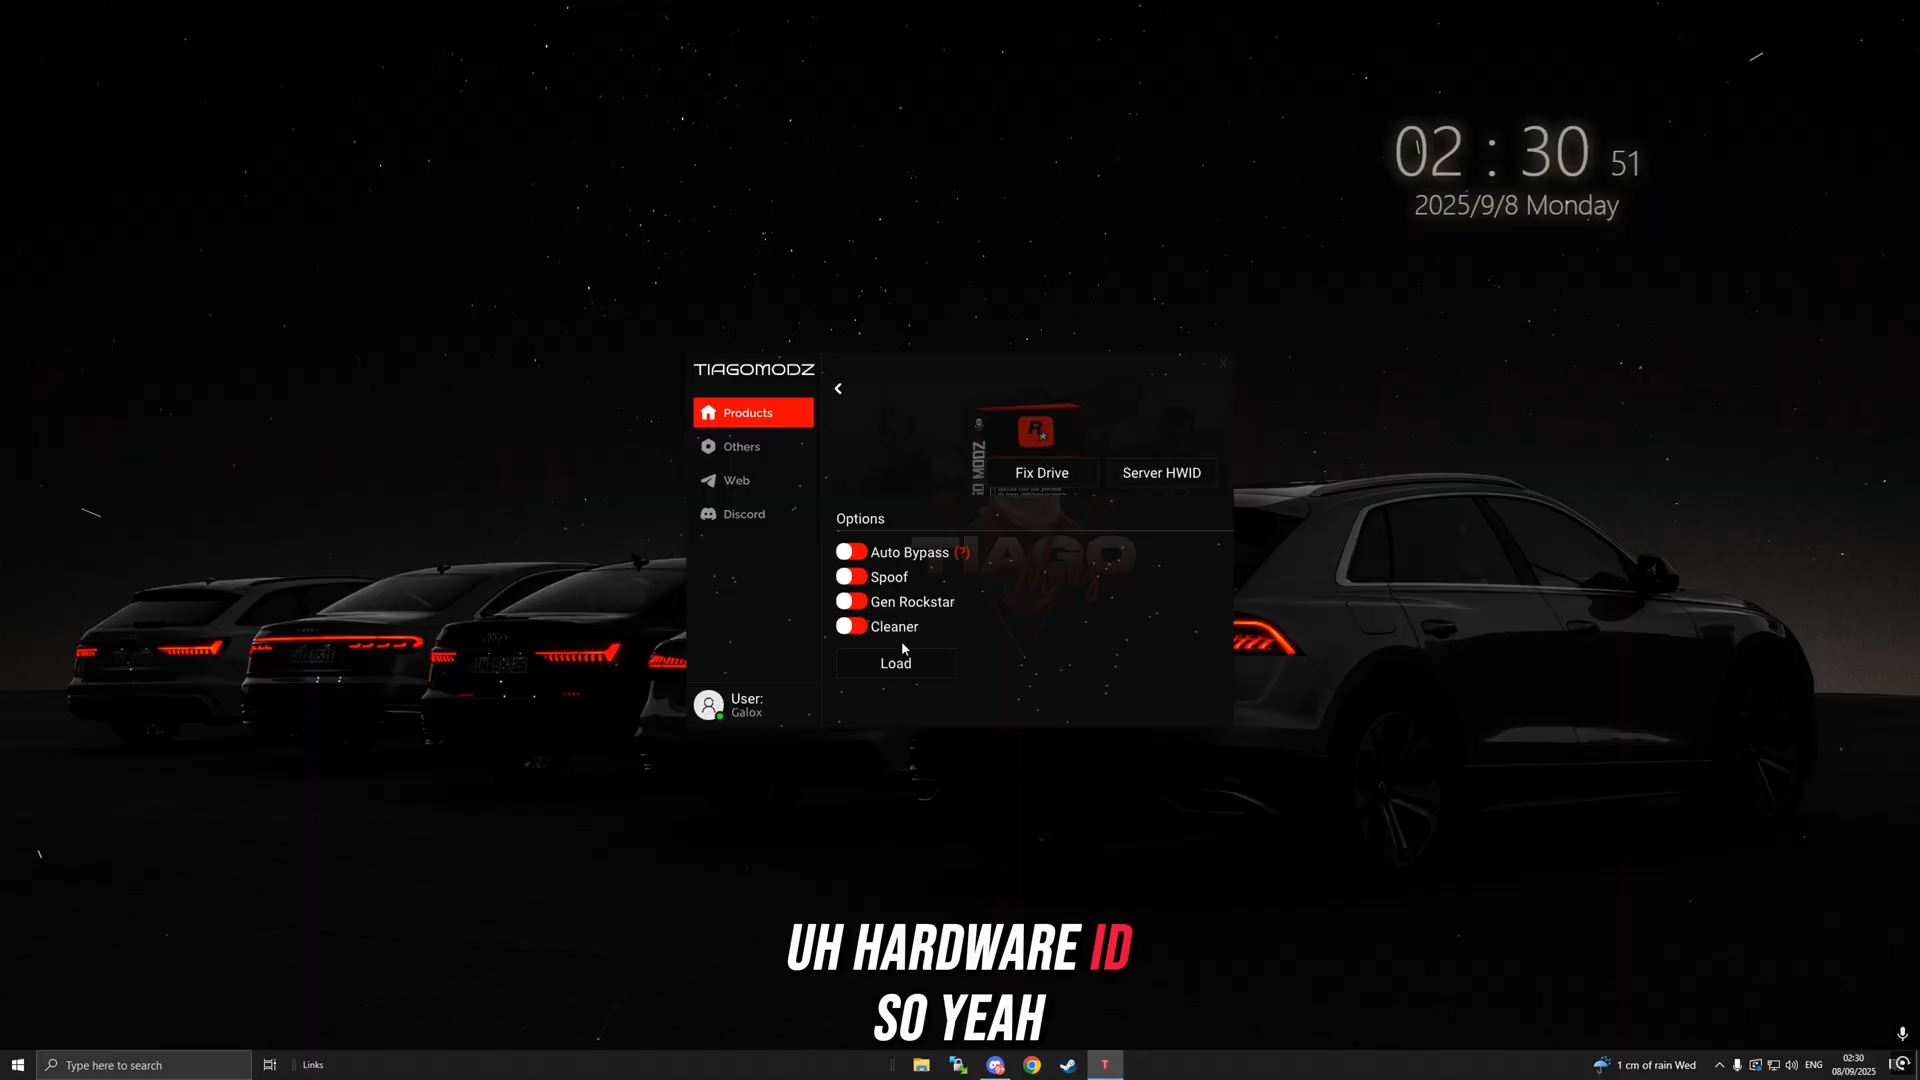 02 : 30 51
2025/9/8 Monday
TIAGOMODZ
X
Products
Others
Web
Discord
Fix Drive
Server HWID
Options
Auto Bypass (?)
Spoof
Gen Rockstar
Cleaner
Load
TIAGO
Mods
User:
Galox
UH HARDWARE ID
SO YEAH
Type here to search
Links
1 cm of rain Wed
ENG
02:30
08/09/2025